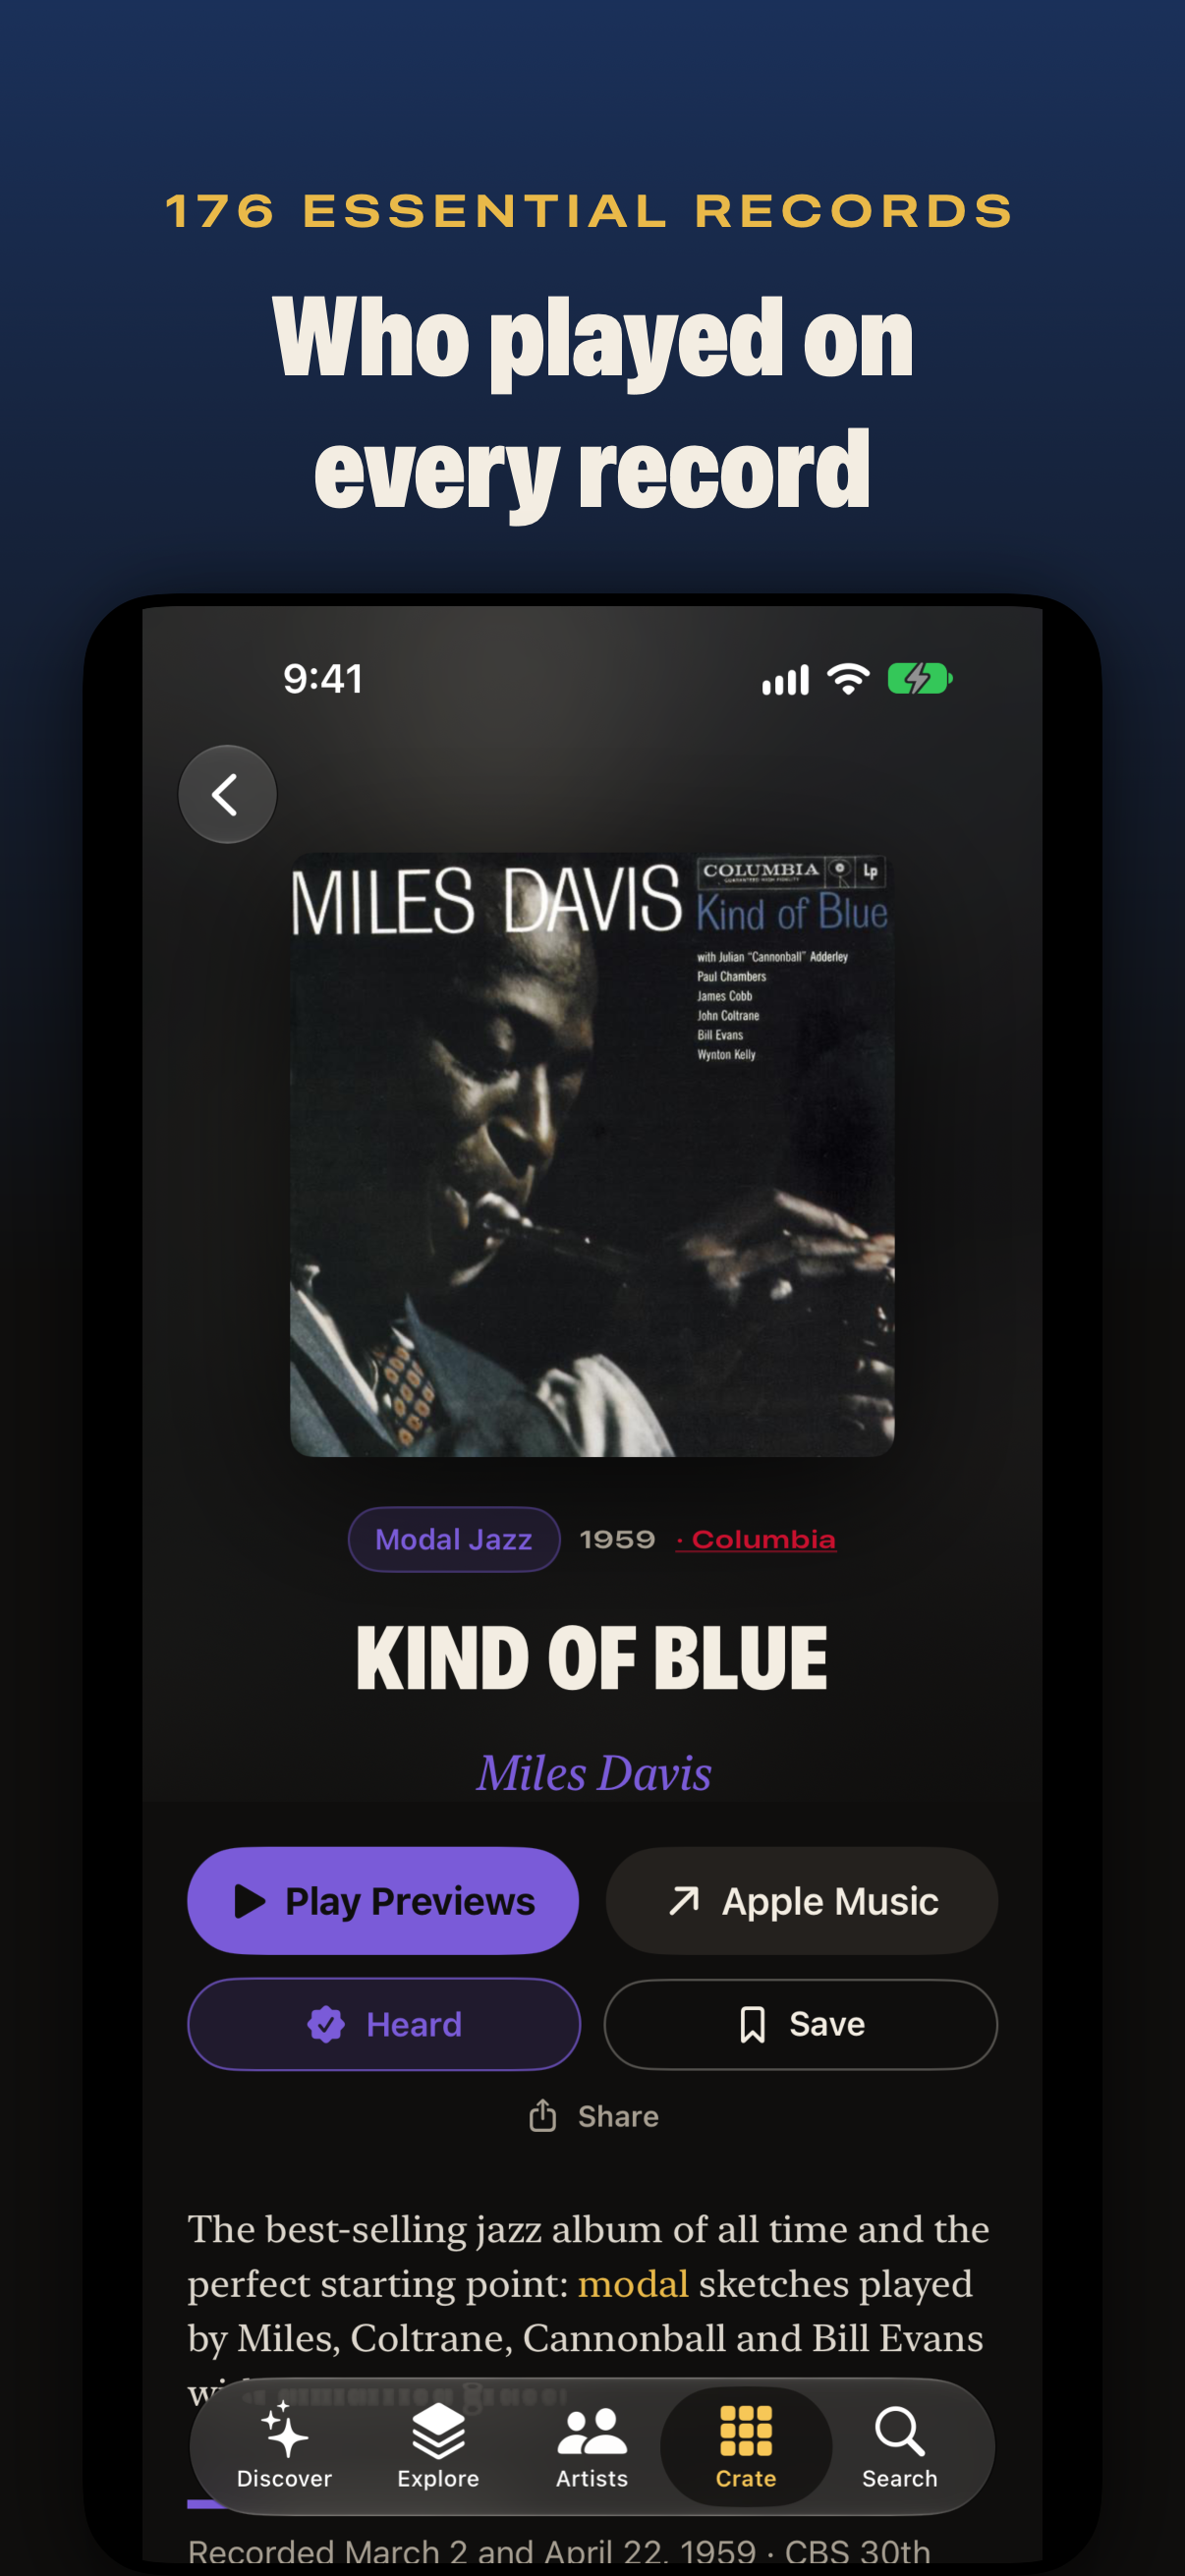 176 ESSENTIAL RECORDS
Who played on
every record
9:41
MILES DAVIS
COLUMBIA
GUARANTEED HIGH FIDELITY
Lp
Kind of Blue
with Julian “Cannonball” Adderley
Paul Chambers
James Cobb
John Coltrane
Bill Evans
Wynton Kelly
Modal Jazz 1959 · Columbia
KIND OF BLUE
Miles Davis
Play Previews
Apple Music
Heard
Save
Share
The best-selling jazz album of all time and the
perfect starting point: modal sketches played
by Miles, Coltrane, Cannonball and Bill Evans
Discover
Explore
Artists
Crate
Search
Recorded March 2 and April 22, 1959 · CBS 30th